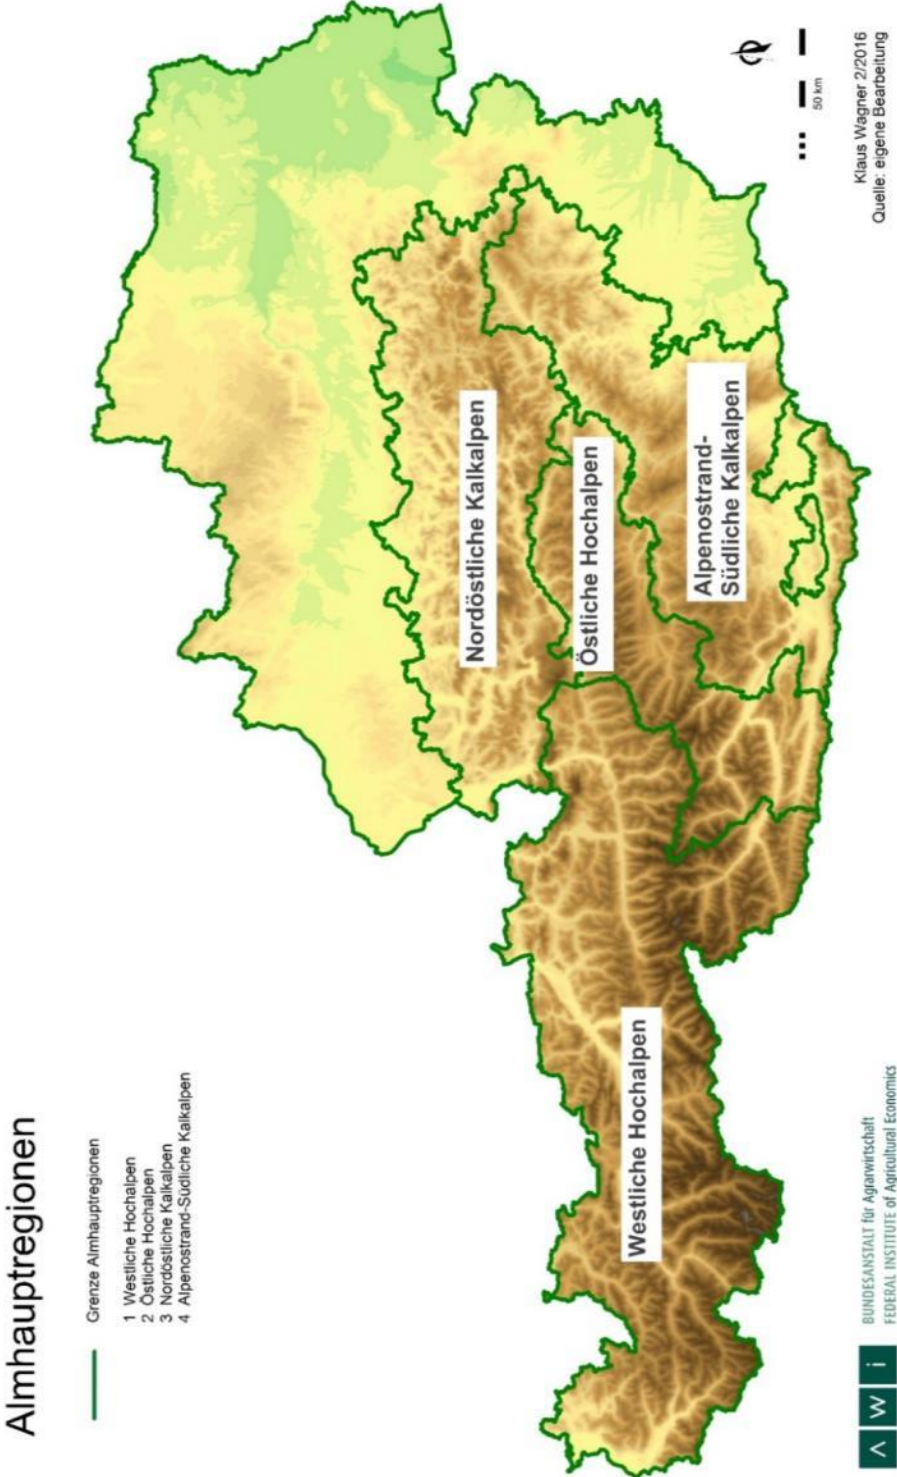 Almhauptregionen
Grenze Almhauptregionen
1 Westliche Hochalpen
2 Östliche Hochalpen
3 Nordöstliche Kalkalpen
4 Alpenostrand-Südliche Kalkalpen
Nordöstliche Kalkalpen
Östliche Hochalpen
Alpenostrand-
Südliche Kalkalpen
Westliche Hochalpen
50 km
Klaus Wagner 2/2016
Quelle: eigene Bearbeitung
A W i
BUNDESANSTALT für Agrarwirtschaft
FEDERAL INSTITUTE of Agricultural Economics